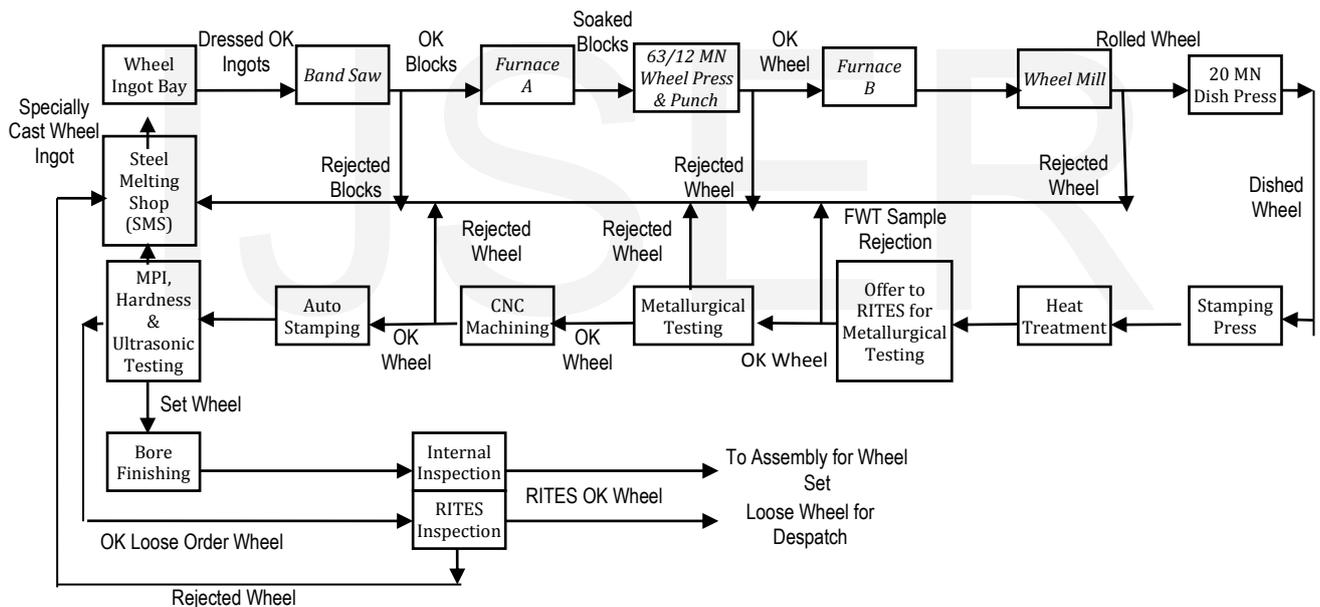 Wheel
Ingot Bay
Dressed OK
Ingots
Band Saw
OK
Blocks
Furnace
A
Soaked
Blocks
63/12 MN
Wheel Press
& Punch
OK
Wheel
Furnace
B
Wheel Mill
Rolled Wheel
20 MN
Dish Press
Specially
Cast Wheel
Ingot
Steel
Melting
Shop
(SMS)
Rejected
Blocks
Rejected
Wheel
Rejected
Wheel
Dished
Wheel
Rejected
Wheel
Rejected
Wheel
FWT Sample
Rejection
MPI,
Hardness
&
Ultrasonic
Testing
Auto
Stamping
OK
Wheel
CNC
Machining
OK
Wheel
Metallurgical
Testing
OK Wheel
Offer to
RITES for
Metallurgical
Testing
Heat
Treatment
Stamping
Press
Set Wheel
Bore
Finishing
Internal
Inspection
To Assembly for Wheel
Set
RITES OK Wheel
RITES
Inspection
Loose Wheel for
Despatch
OK Loose Order Wheel
Rejected Wheel
IJSER